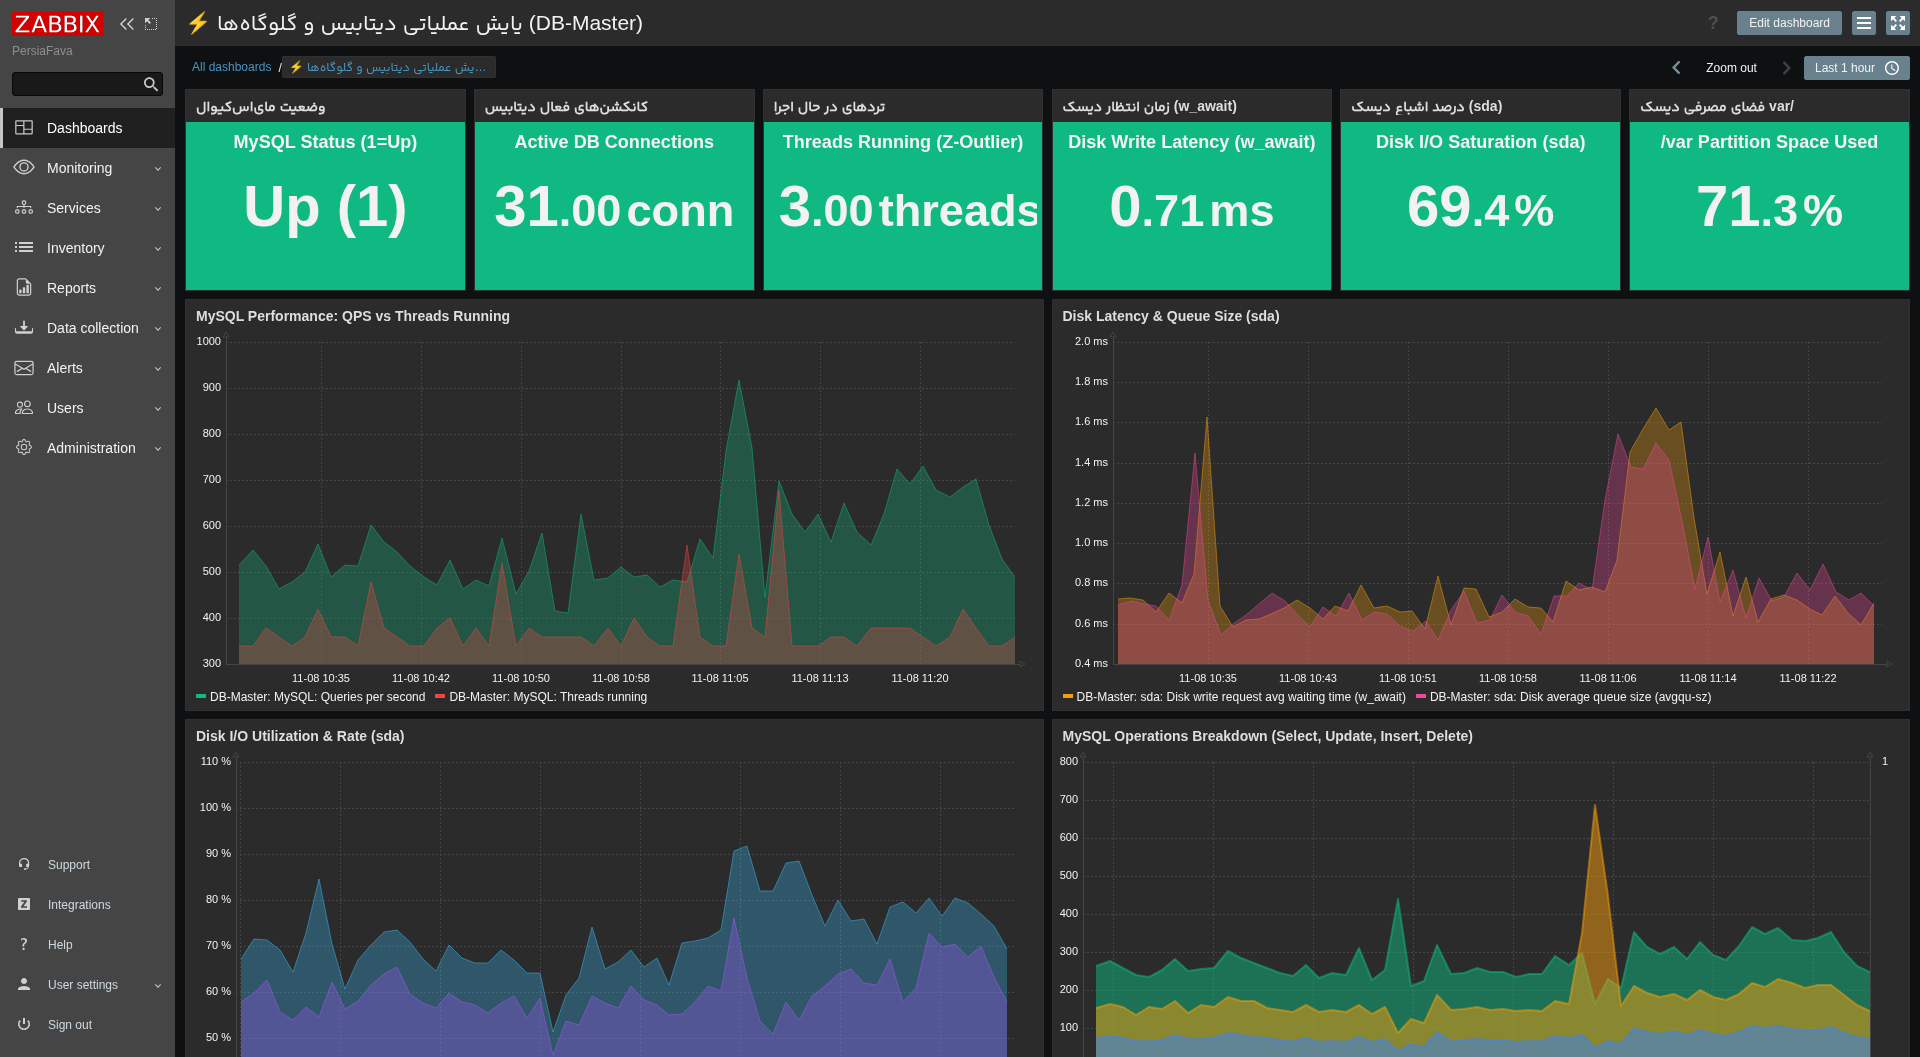 ZABBIX
PersiaFava
Dashboards
Monitoring
Services
Inventory
Reports
Data collection
Alerts
Users
Administration
Support
Integrations
Help
User settings
Sign out
⚡ پایش عملیاتی دیتابیس و گلوگاه‌ها (DB-Master)
? Edit dashboard
All dashboards / ⚡ پایش عملیاتی دیتابیس و گلوگاه‌ها...
Zoom out
Last 1 hour
وضعیت مای‌اس‌کیوال
MySQL Status (1=Up)
Up (1)
کانکشن‌های فعال دیتابیس
Active DB Connections
31.00 conn
تردهای در حال اجرا
Threads Running (Z-Outlier)
3.00 threads
زمان انتظار دیسک (w_await)
Disk Write Latency (w_await)
0.71 ms
درصد اشباع دیسک (sda)
Disk I/O Saturation (sda)
69.4 %
فضای مصرفی دیسک var/
/var Partition Space Used
71.3 %
MySQL Performance: QPS vs Threads Running
1000
900
800
700
600
500
400
300
11-08 10:35 11-08 10:42 11-08 10:50 11-08 10:58 11-08 11:05 11-08 11:13 11-08 11:20
DB-Master: MySQL: Queries per second DB-Master: MySQL: Threads running
Disk Latency & Queue Size (sda)
2.0 ms
1.8 ms
1.6 ms
1.4 ms
1.2 ms
1.0 ms
0.8 ms
0.6 ms
0.4 ms
11-08 10:35 11-08 10:43 11-08 10:51 11-08 10:58 11-08 11:06 11-08 11:14 11-08 11:22
DB-Master: sda: Disk write request avg waiting time (w_await) DB-Master: sda: Disk average queue size (avgqu-sz)
Disk I/O Utilization & Rate (sda)
110 %
100 %
90 %
80 %
70 %
60 %
50 %
MySQL Operations Breakdown (Select, Update, Insert, Delete)
800 1
700
600
500
400
300
200
100